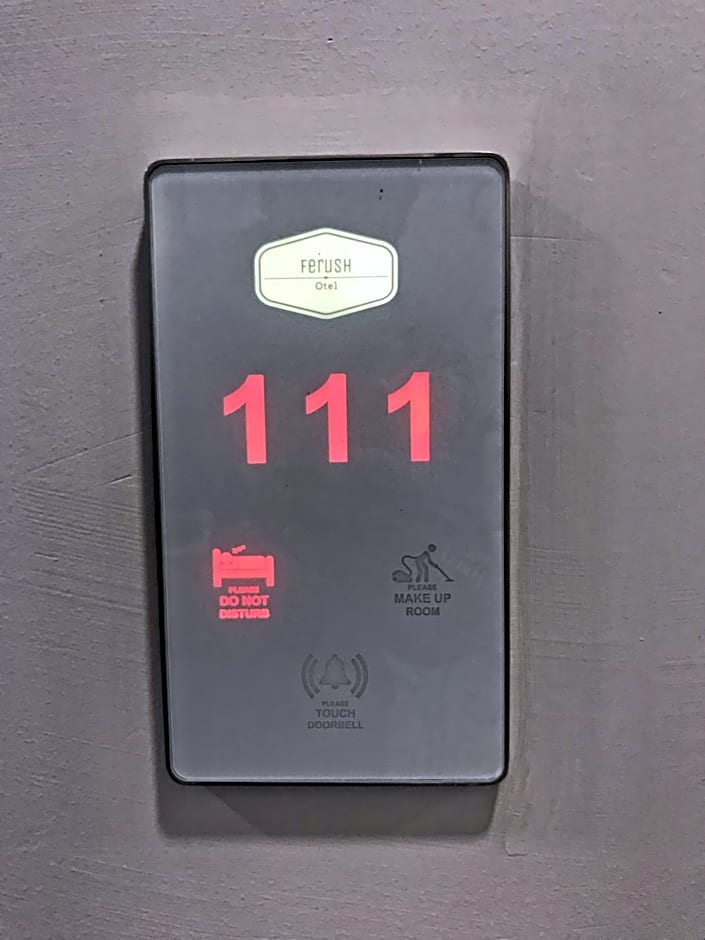 FerUSH
Otel
111
PLEASE
DO NOT
DISTURB
PLEASE
MAKE UP
ROOM
PLEASE
TOUCH
DOORBELL